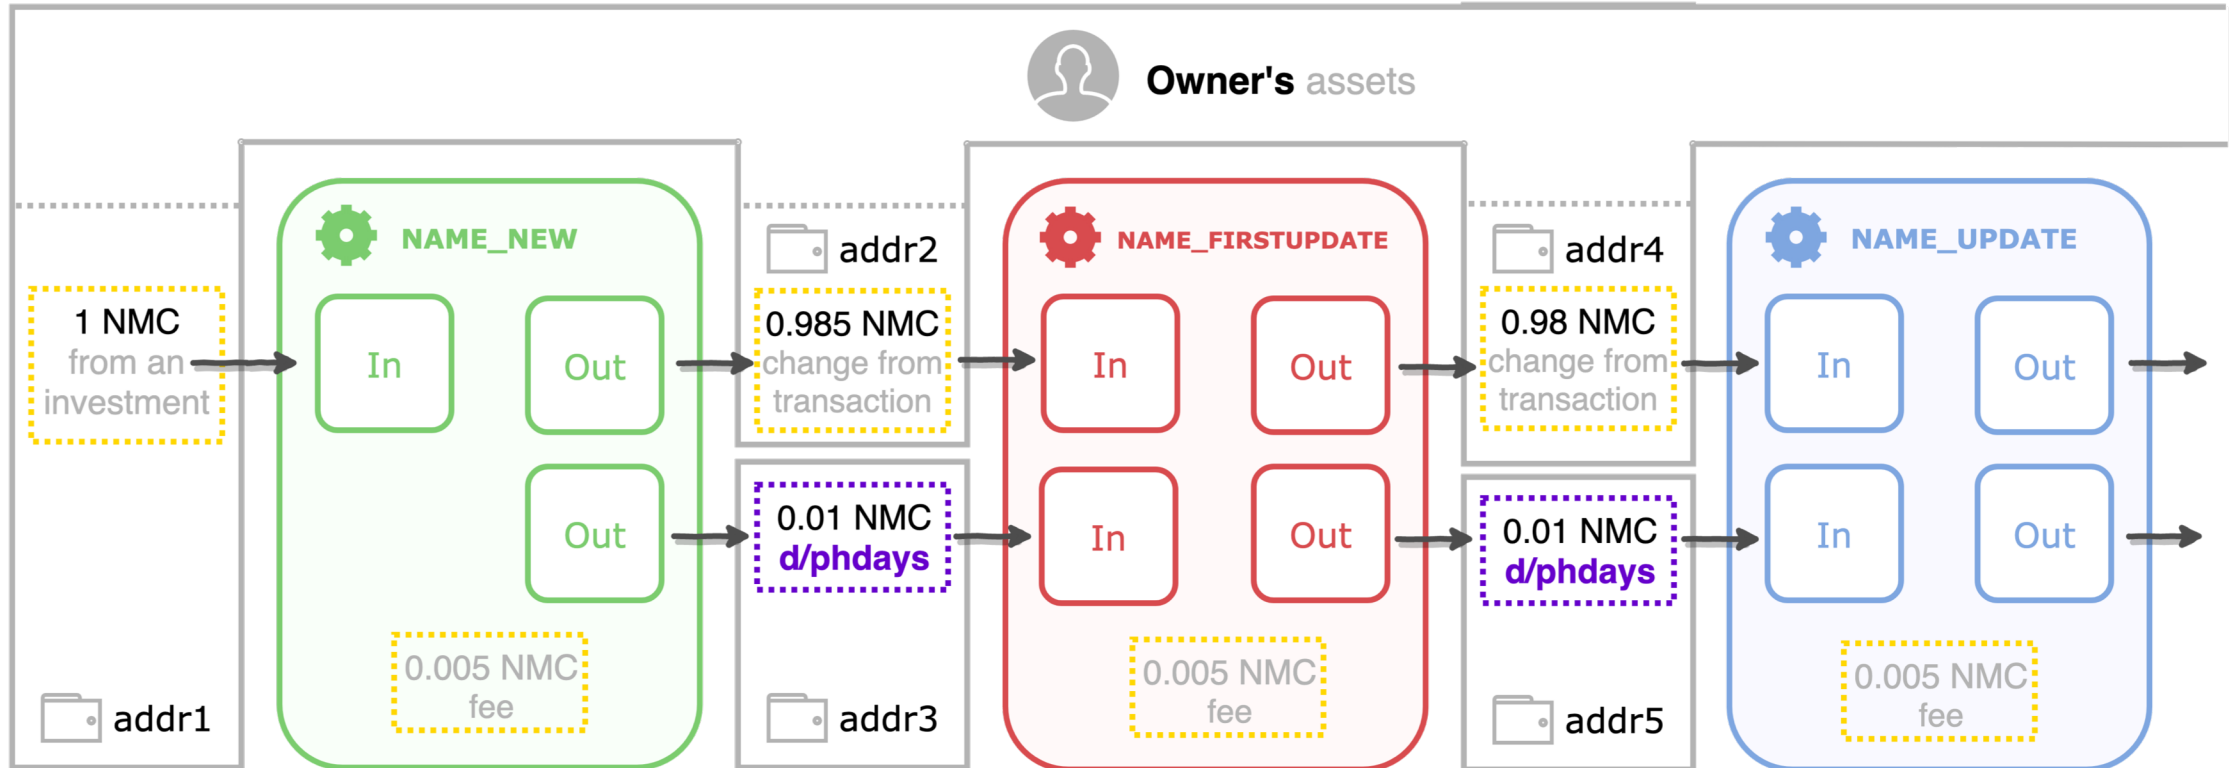 Owner's assets
1 NMC
from an
investment
addr1
NAME_NEW
In
Out
Out
0.005 NMC
fee
addr2
0.985 NMC
change from
transaction
0.01 NMC
d/phdays
addr3
NAME_FIRSTUPDATE
In
Out
In
Out
0.005 NMC
fee
addr4
0.98 NMC
change from
transaction
0.01 NMC
d/phdays
addr5
NAME_UPDATE
In
Out
In
Out
0.005 NMC
fee